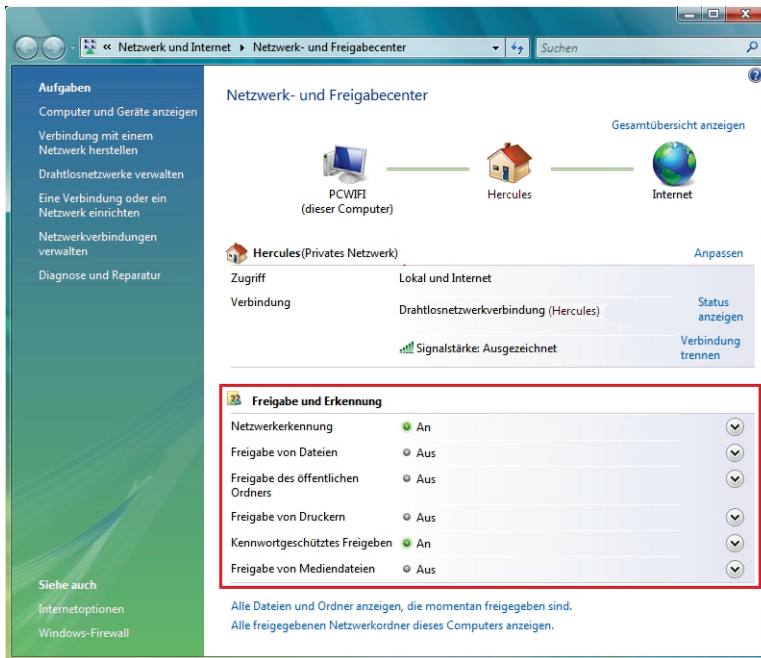 « Netzwerk und Internet ▸ Netzwerk- und Freigabecenter
Suchen
Aufgaben
Computer und Geräte anzeigen
Verbindung mit einem
Netzwerk herstellen
Drahtlosnetzwerke verwalten
Eine Verbindung oder ein
Netzwerk einrichten
Netzwerkverbindungen
verwalten
Diagnose und Reparatur
Siehe auch
Internetoptionen
Windows-Firewall
Netzwerk- und Freigabecenter
Gesamtübersicht anzeigen
PCWIFI
(dieser Computer)
Hercules
Internet
Hercules (Privates Netzwerk)
Anpassen
Zugriff
Lokal und Internet
Verbindung
Drahtlosnetzwerkverbindung (Hercules)
Status
anzeigen
Signalstärke: Ausgezeichnet
Verbindung
trennen
Freigabe und Erkennung
Netzwerkerkennung
An
Freigabe von Dateien
Aus
Freigabe des öffentlichen
Ordners
Aus
Freigabe von Druckern
Aus
Kennwortgeschütztes Freigeben
An
Freigabe von Mediendateien
Aus
Alle Dateien und Ordner anzeigen, die momentan freigegeben sind.
Alle freigegebenen Netzwerkordner dieses Computers anzeigen.